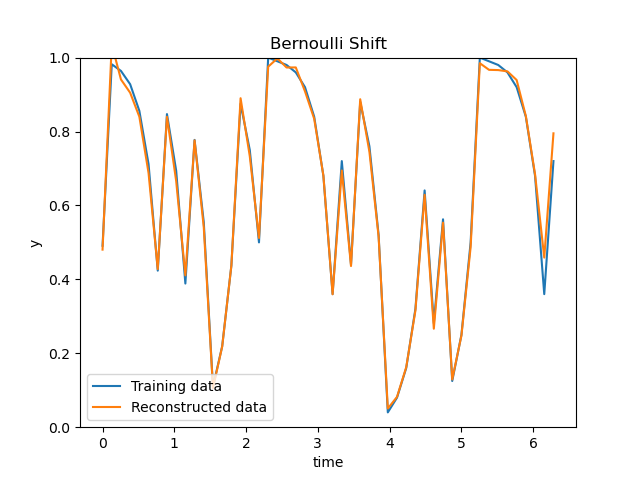 Bernoulli Shift
1.0
0.8
0.6
0.4
0.2
0.0
y
Training data
Reconstructed data
0 1 2 3 4 5 6
time